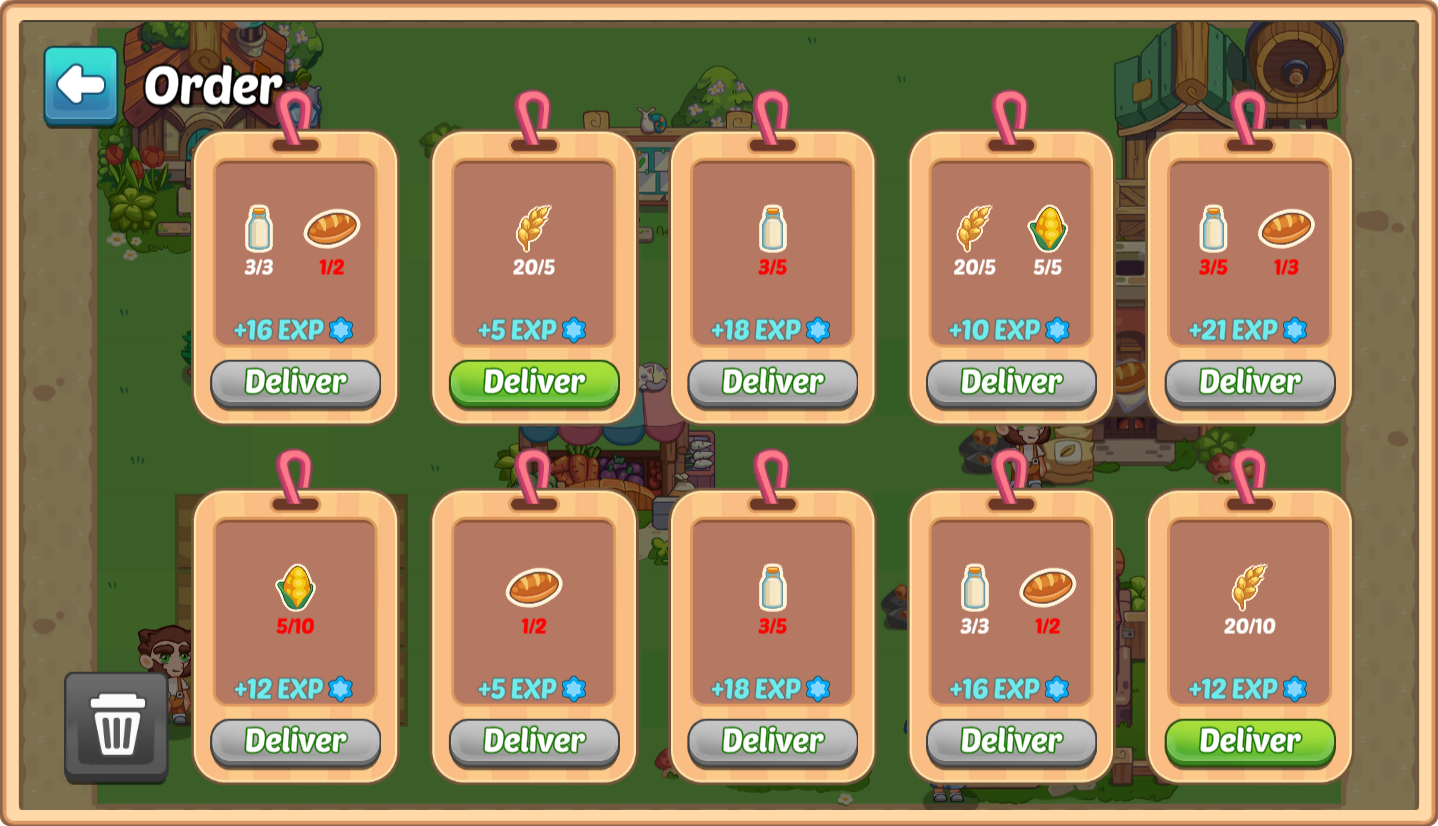 Order
3/3 1/2
+16 EXP
Deliver
20/5
+5 EXP
Deliver
3/5
+18 EXP
Deliver
20/5 5/5
+10 EXP
Deliver
3/5 1/3
+21 EXP
Deliver
5/10
+12 EXP
Deliver
1/2
+5 EXP
Deliver
3/5
+18 EXP
Deliver
3/3 1/2
+16 EXP
Deliver
20/10
+12 EXP
Deliver